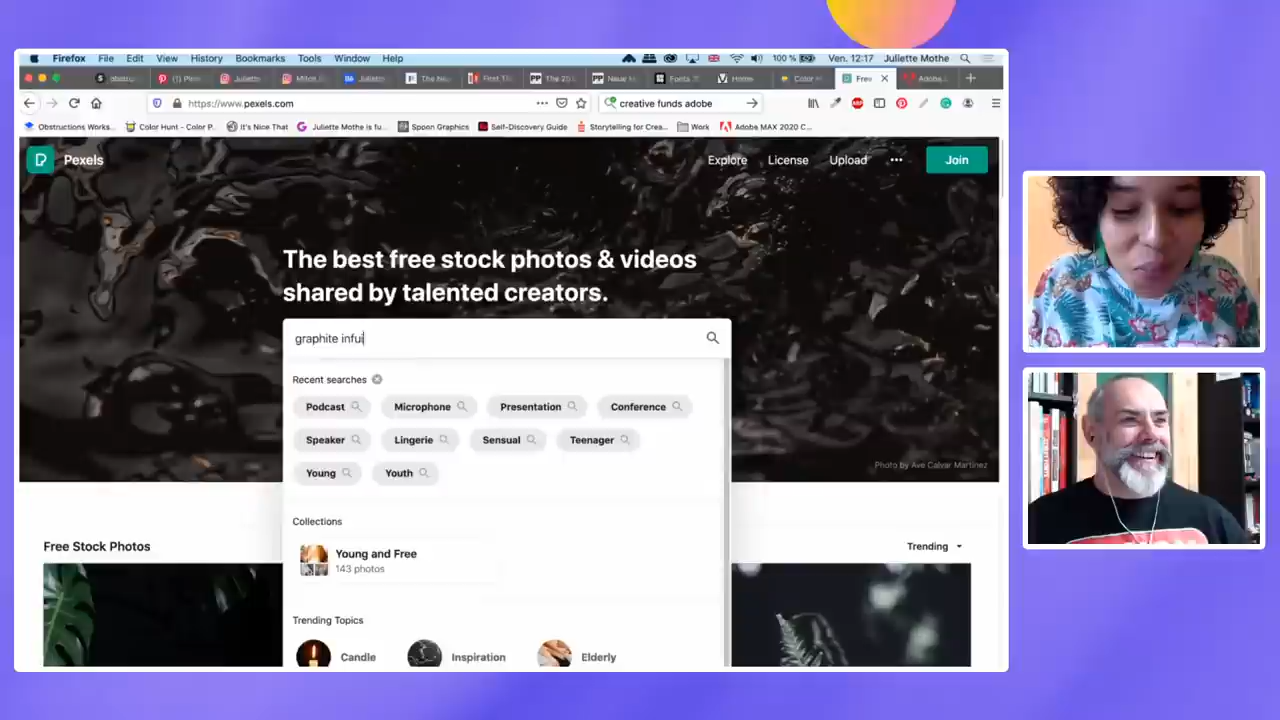 Firefox File Edit View History Bookmarks Tools Window Help 100 % Ven. 12:17 Juliette Mothe
https://www.pexels.com creative funds adobe
Obstructions Works... Color Hunt - Color P... It's Nice That Juliette Mothe is fu... Spoon Graphics Self-Discovery Guide Storytelling for Crea... Work Adobe MAX 2020 C...
Pexels Explore License Upload ••• Join
The best free stock photos & videos
shared by talented creators.
graphite infui
Recent searches
Podcast Microphone Presentation Conference
Speaker Lingerie Sensual Teenager
Young Youth
Photo by Ave Calvar Martinez
Collections
Young and Free
143 photos
Free Stock Photos Trending
Trending Topics
Candle Inspiration Elderly